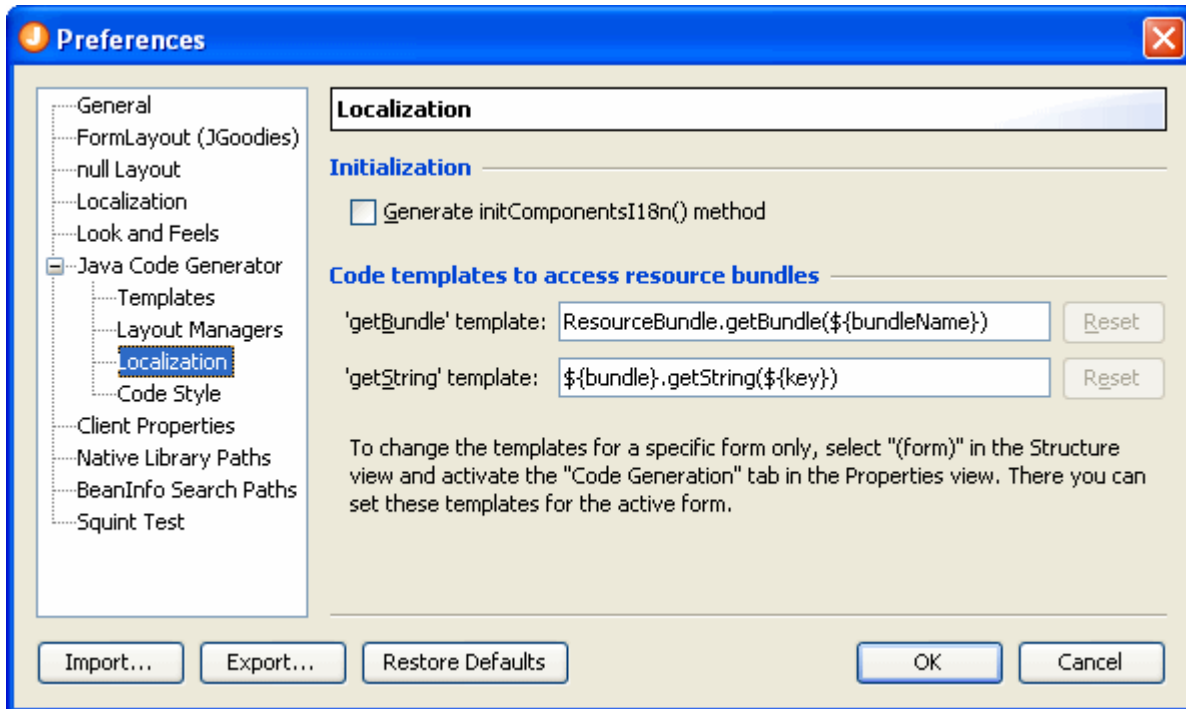 Preferences
General
FormLayout (JGoodies)
null Layout
Localization
Look and Feels
Java Code Generator
Templates
Layout Managers
Localization
Code Style
Client Properties
Native Library Paths
BeanInfo Search Paths
Squint Test
Localization
Initialization
Generate initComponentsI18n() method
Code templates to access resource bundles
'getBundle' template: ResourceBundle.getBundle(${bundleName}) Reset
'getString' template: ${bundle}.getString(${key}) Reset
To change the templates for a specific form only, select "(form)" in the Structure
view and activate the "Code Generation" tab in the Properties view. There you can
set these templates for the active form.
Import... Export... Restore Defaults OK Cancel